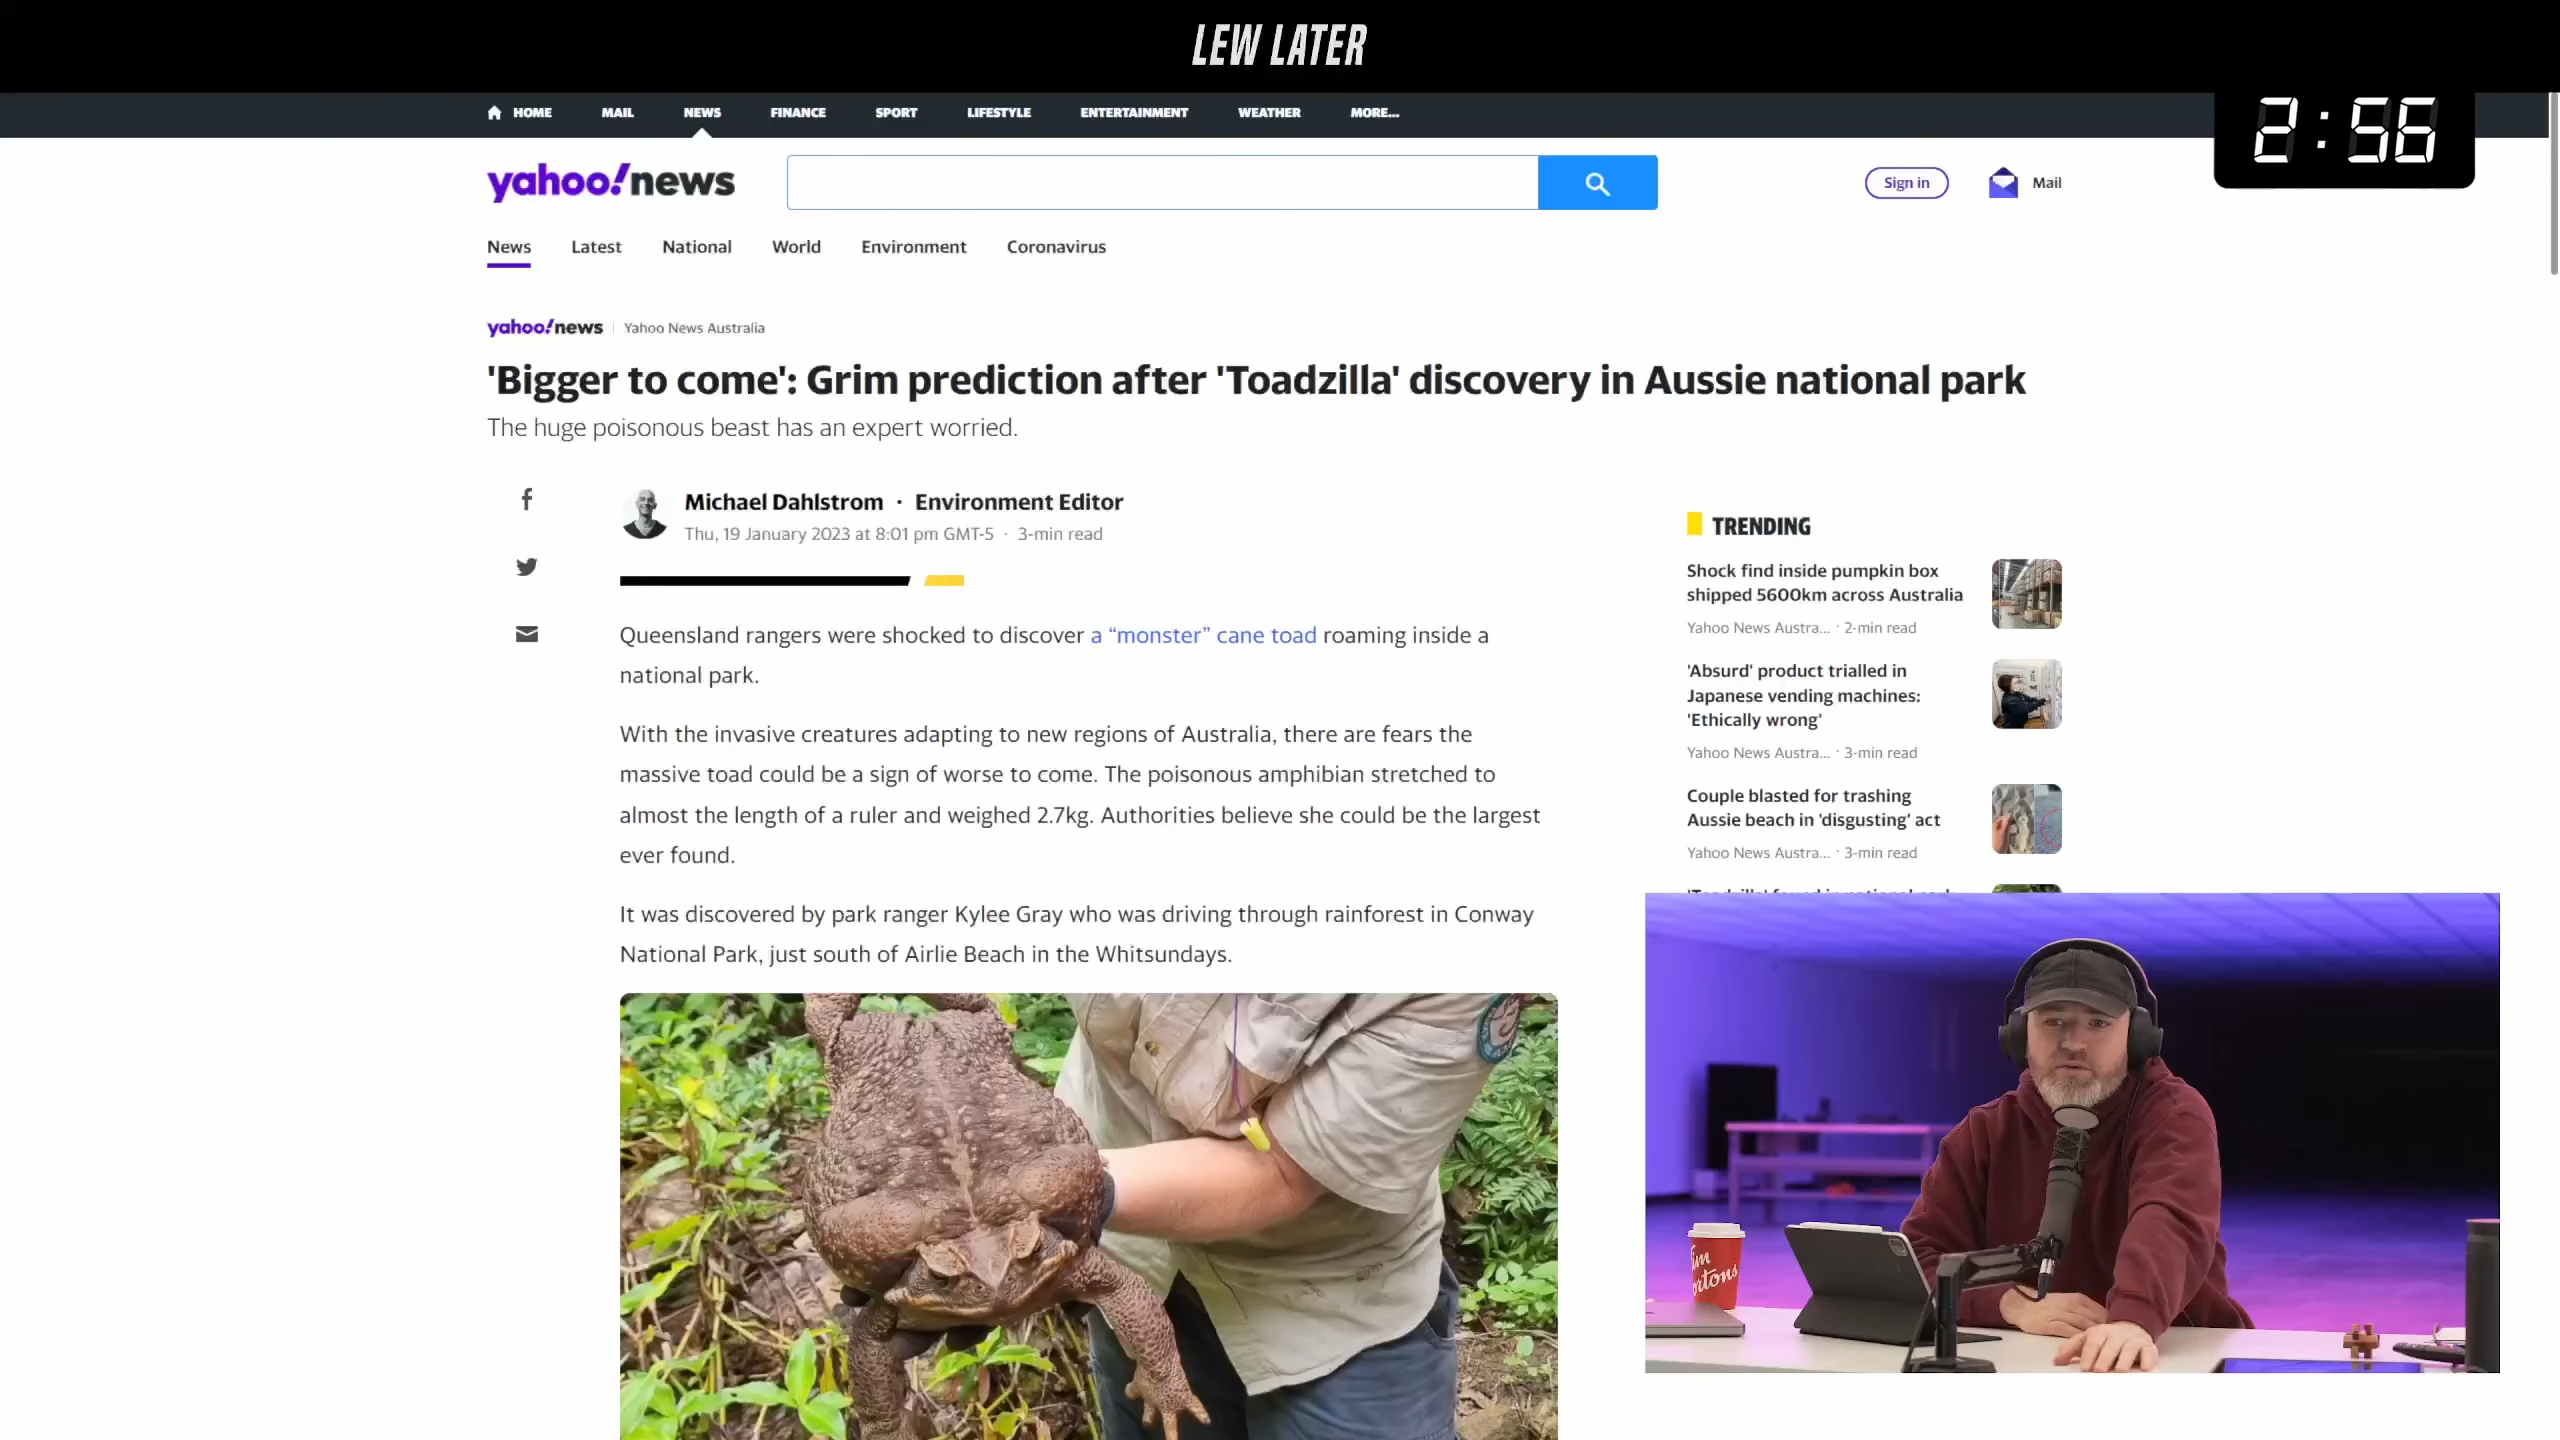 LEW LATER
HOME MAIL NEWS FINANCE SPORT LIFESTYLE ENTERTAINMENT WEATHER MORE...
2:56
yahoo!news
Sign in
Mail
News Latest National World Environment Coronavirus
yahoo!news Yahoo News Australia
'Bigger to come': Grim prediction after 'Toadzilla' discovery in Aussie national park
The huge poisonous beast has an expert worried.
Michael Dahlstrom · Environment Editor
Thu, 19 January 2023 at 8:01 pm GMT-5 · 3-min read
Queensland rangers were shocked to discover a “monster” cane toad roaming inside a
national park.
With the invasive creatures adapting to new regions of Australia, there are fears the
massive toad could be a sign of worse to come. The poisonous amphibian stretched to
almost the length of a ruler and weighed 2.7kg. Authorities believe she could be the largest
ever found.
It was discovered by park ranger Kylee Gray who was driving through rainforest in Conway
National Park, just south of Airlie Beach in the Whitsundays.
TRENDING
Shock find inside pumpkin box
shipped 5600km across Australia
Yahoo News Austra... · 2-min read
'Absurd' product trialled in
Japanese vending machines:
'Ethically wrong'
Yahoo News Austra... · 3-min read
Couple blasted for trashing
Aussie beach in 'disgusting' act
Yahoo News Austra... · 3-min read